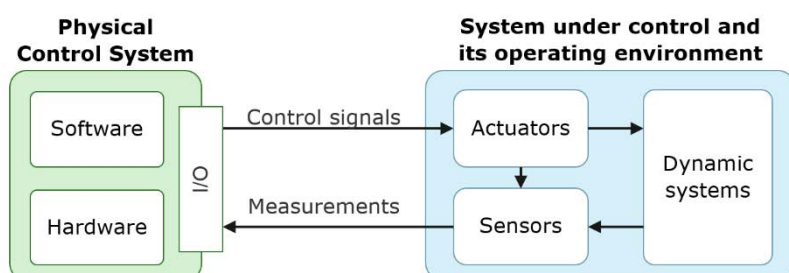 Physical
Control System
System under control and
its operating environment
Software
Hardware
I/O
Control signals
Measurements
Actuators
Sensors
Dynamic
systems